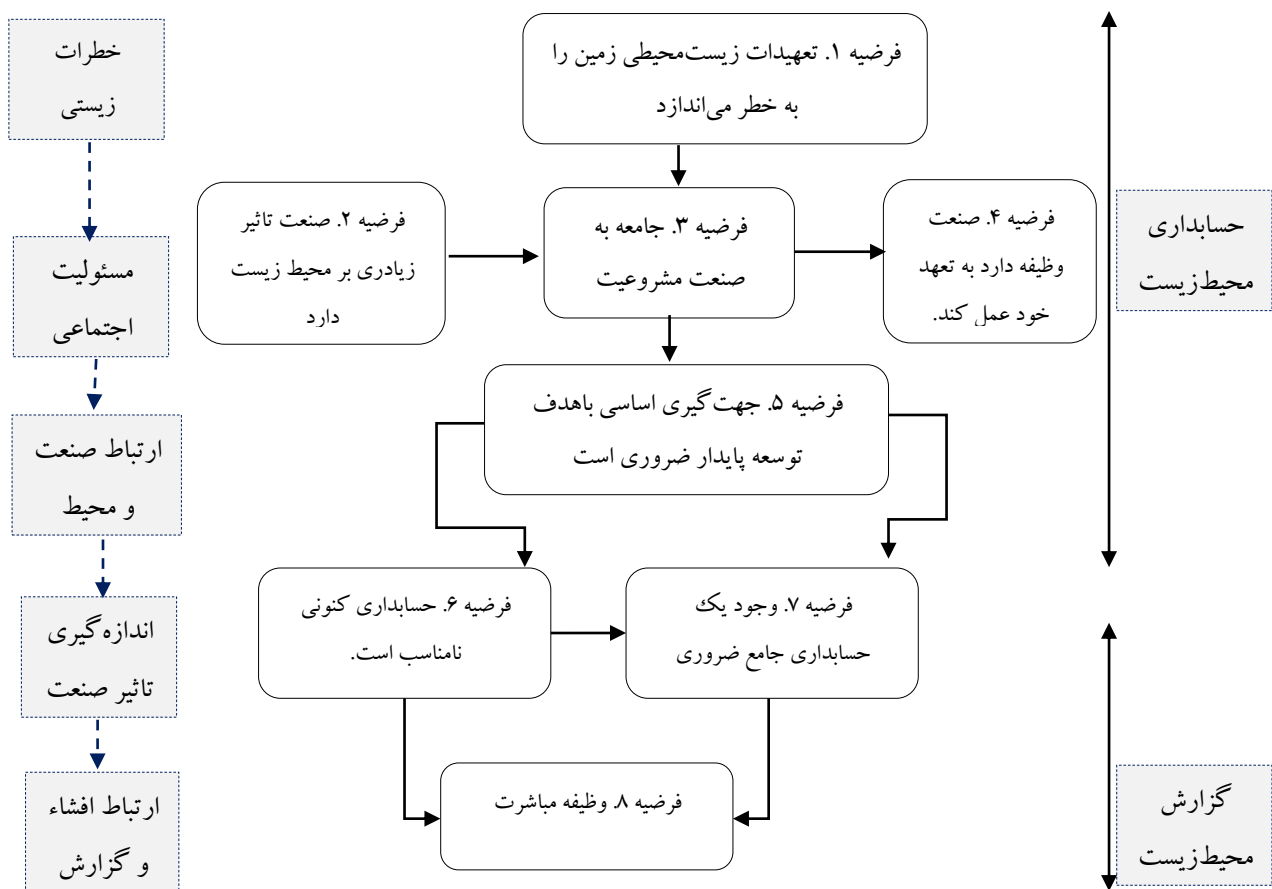 خطرات
زیستی
فرضیه ۱. تعهیدات زیست‌محیطی زمین را
به خطر می‌اندازد
فرضیه ۴. صنعت
وظیفه دارد به تعهد
خود عمل کند.
فرضیه ۳. جامعه به
صنعت مشروعیت
فرضیه ۲. صنعت تاثیر
زیادری بر محیط زیست
دارد
حسابداری
محیط‌زیست
مسئولیت
اجتماعی
فرضیه ۵. جهت‌گیری اساسی باهدف
توسعه پایدار ضروری است
ارتباط صنعت
و محیط
فرضیه ۷. وجود یک
حسابداری جامع ضروری
فرضیه ۶. حسابداری کنونی
نامناسب است.
اندازه‌گیری
تاثیر صنعت
فرضیه ۸. وظیفه مباشرت
گزارش
محیط‌زیست
ارتباط افشاء
و گزارش